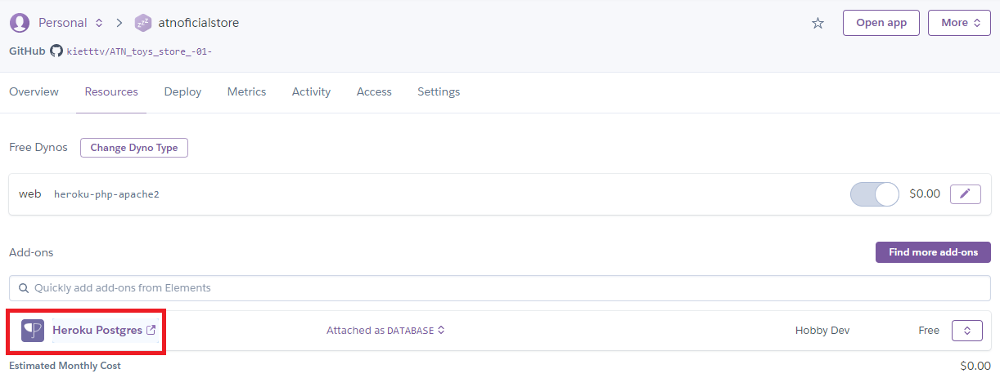 Personal atnoficialstore Open app More
GitHub kietttv/ATN_toys_store_-01-
Overview Resources Deploy Metrics Activity Access Settings
Free Dynos Change Dyno Type
web heroku-php-apache2 $0.00
Add-ons Find more add-ons
Quickly add add-ons from Elements
Heroku Postgres Attached as DATABASE Hobby Dev Free
Estimated Monthly Cost $0.00